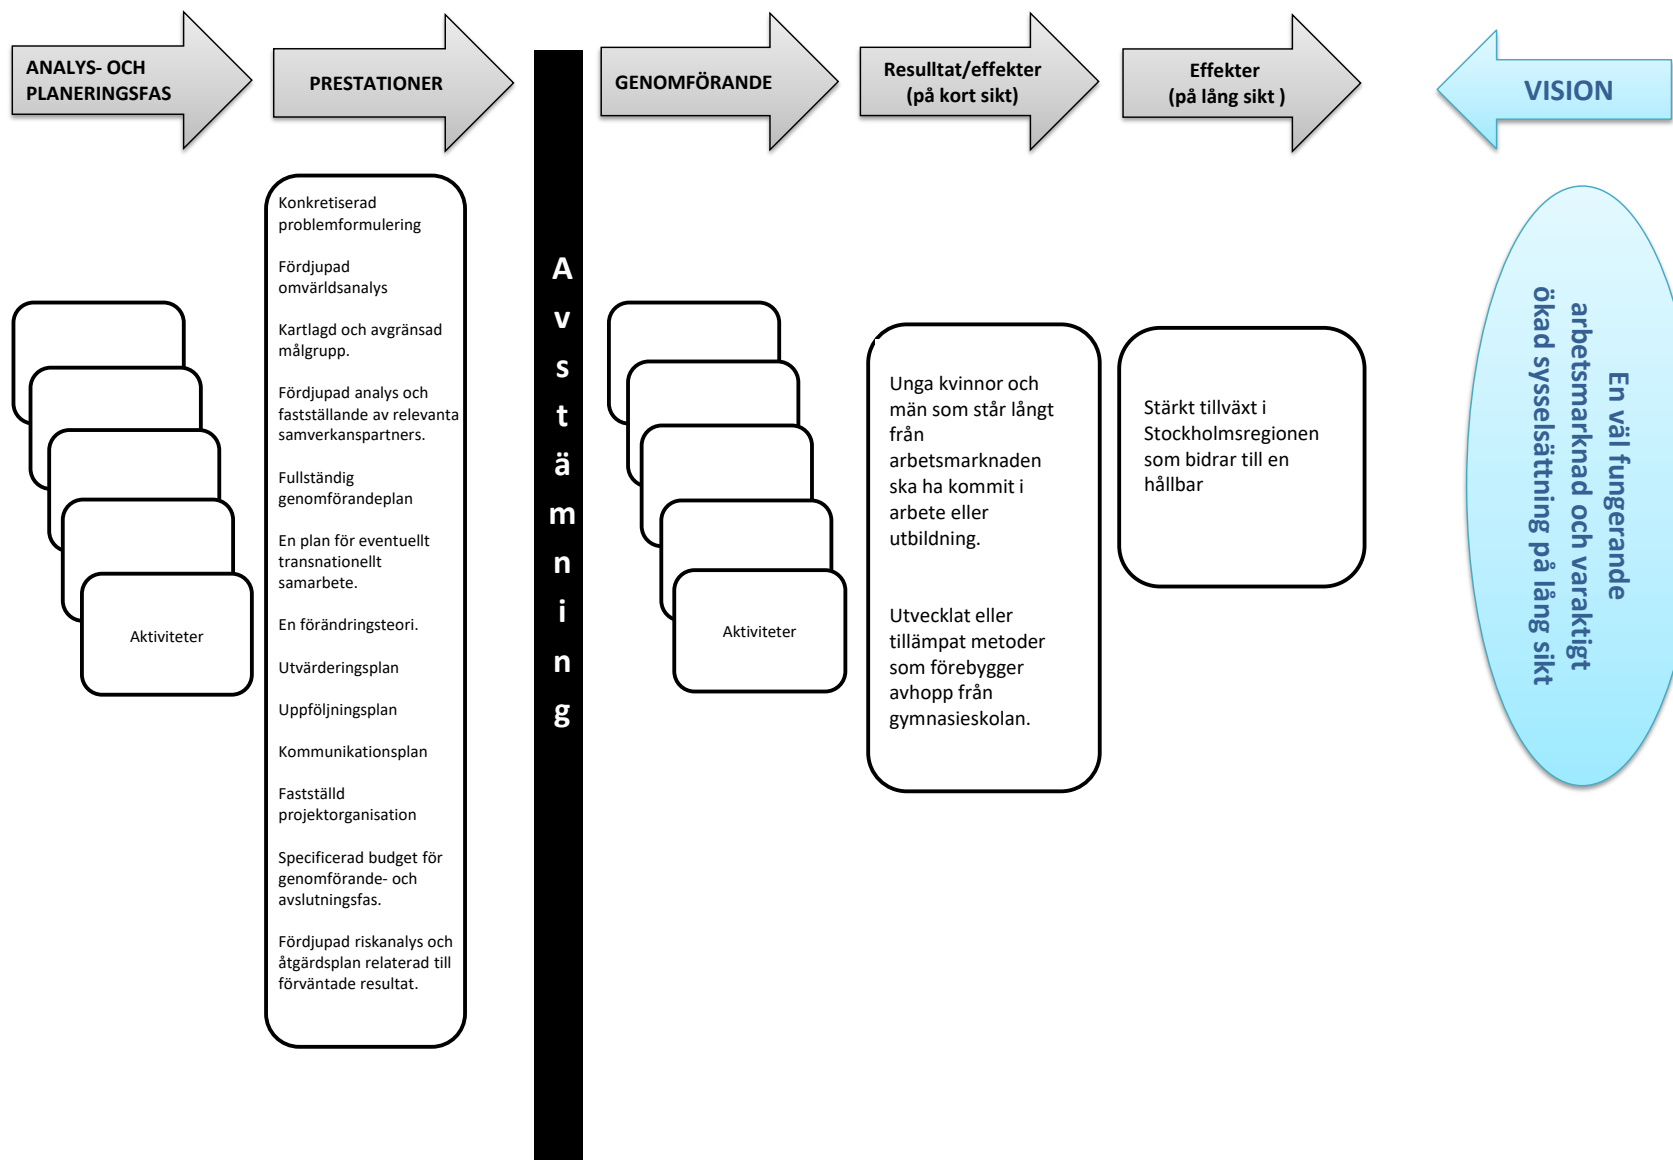 ANALYS- OCH
PLANERINGSFAS
PRESTATIONER
GENOMFÖRANDE
Resulltat/effekter
(på kort sikt)
Effekter
(på lång sikt )
VISION
Konkretiserad
problemformulering
Fördjupad
omvärldsanalys
Kartlagd och avgränsad
målgrupp.
Fördjupad analys och
fastställande av relevanta
samverkanspartners.
Fullständig
genomförandeplan
En plan för eventuellt
transnationellt
samarbete.
En förändringsteori.
Utvärderingsplan
Uppföljningsplan
Kommunikationsplan
Fastställd
projektorganisation
Specificerad budget för
genomförande- och
avslutningsfas.
Fördjupad riskanalys och
åtgärdsplan relaterad till
förväntade resultat.
Aktiviteter
Avstämning
Aktiviteter
Unga kvinnor och
män som står långt
från
arbetsmarknaden
ska ha kommit i
arbete eller
utbildning.
Utvecklat eller
tillämpat metoder
som förebygger
avhopp från
gymnasieskolan.
Stärkt tillväxt i
Stockholmsregionen
som bidrar till en
hållbar
En väl fungerande
arbetsmarknad och varaktigt
ökad sysselsättning på lång sikt